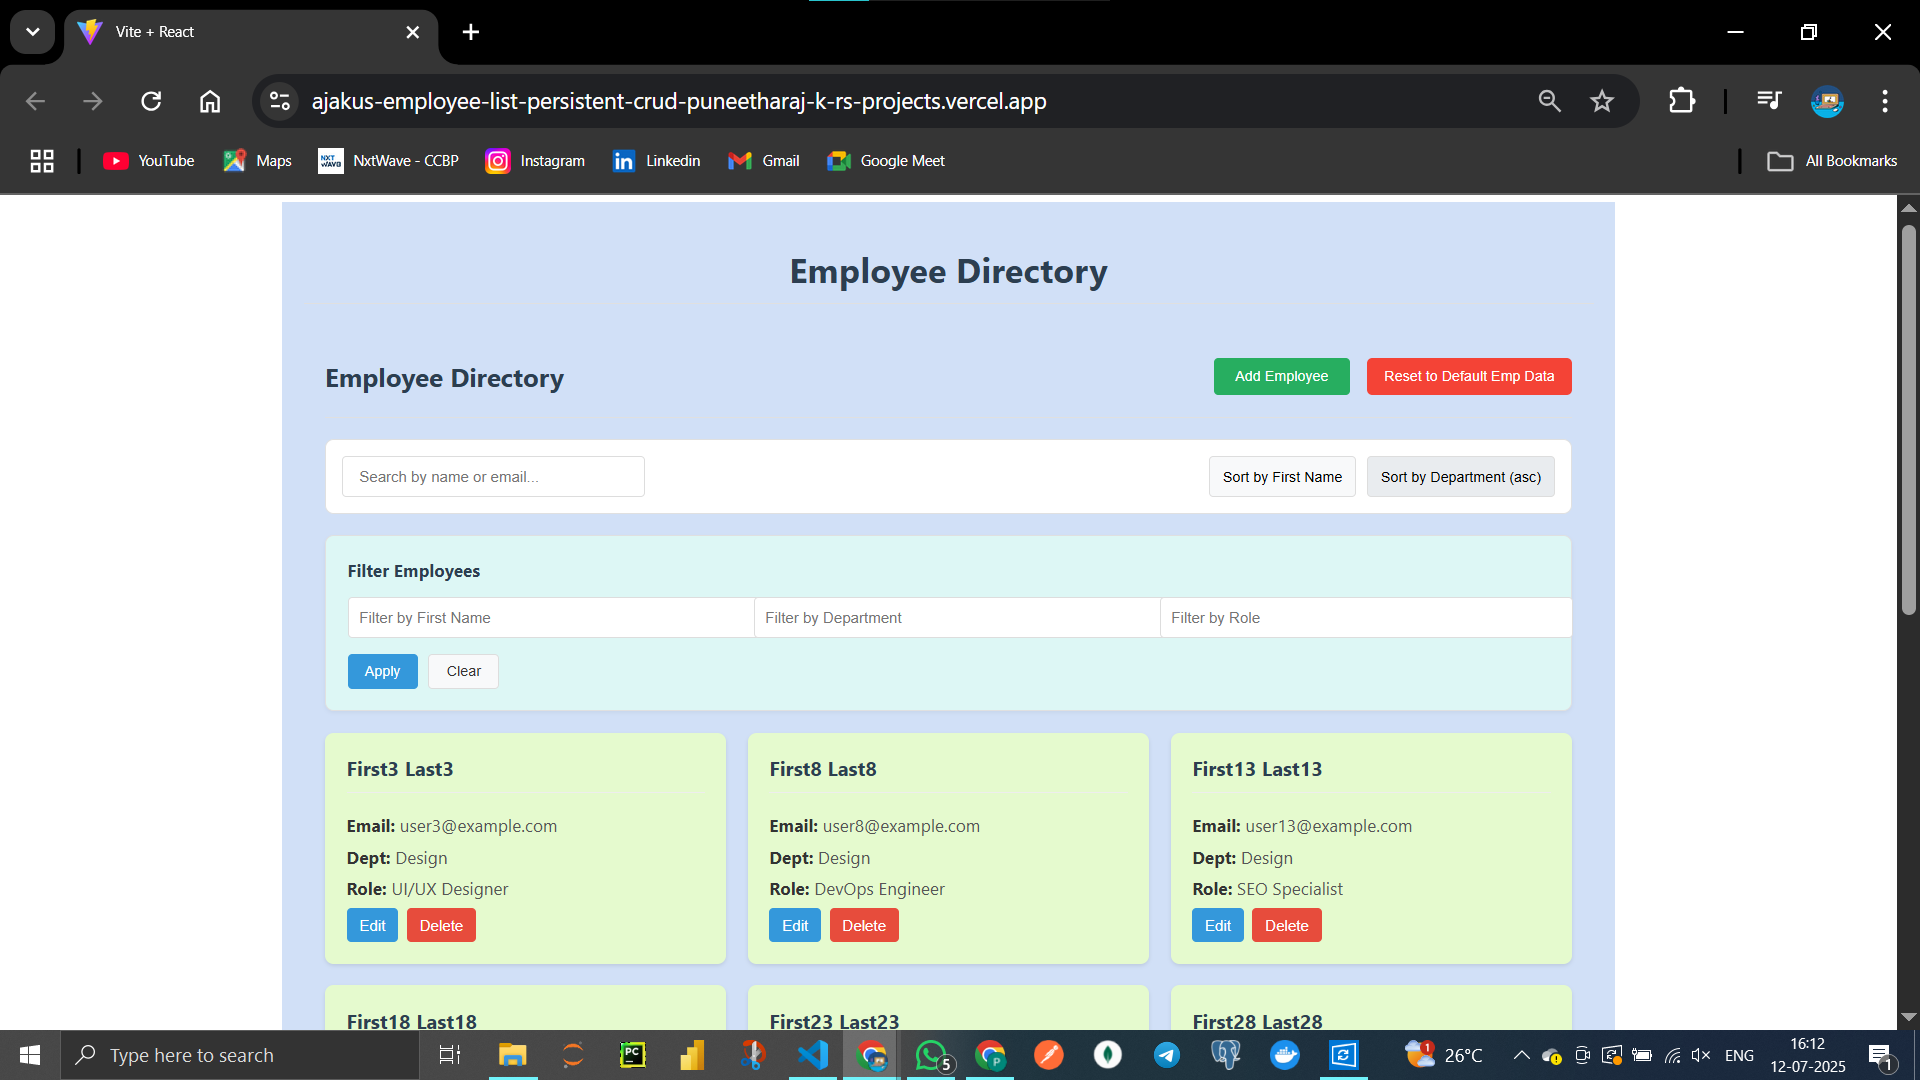 Vite + React
ajakus-employee-list-persistent-crud-puneetharaj-k-rs-projects.vercel.app
YouTube Maps NXT WAVE NxtWave - CCBP Instagram Linkedin Gmail Google Meet All Bookmarks
Employee Directory
Employee Directory Add Employee Reset to Default Emp Data
Search by name or email... Sort by First Name Sort by Department (asc)
Filter Employees
Filter by First Name Filter by Department Filter by Role
Apply Clear
First3 Last3 First8 Last8 First13 Last13
Email: user3@example.com Email: user8@example.com Email: user13@example.com
Dept: Design Dept: Design Dept: Design
Role: UI/UX Designer Role: DevOps Engineer Role: SEO Specialist
Edit Delete Edit Delete Edit Delete
First18 Last18 First23 Last23 First28 Last28
Type here to search PC 5 P 1 26°C ENG 16:12
12-07-2025 1